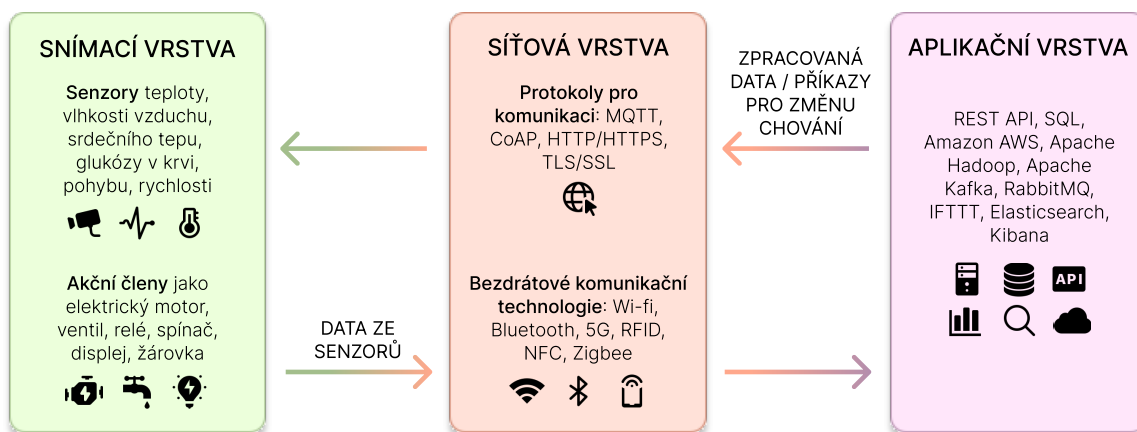 SNÍMACÍ VRSTVA
Senzory teploty,
vlhkosti vzduchu,
srdečního tepu,
glukózy v krvi,
pohybu, rychlosti
Akční členy jako
elektrický motor,
ventil, relé, spínač,
displej, žárovka
DATA ZE
SENZORŮ
SÍŤOVÁ VRSTVA
Protokoly pro
komunikaci: MQTT,
CoAP, HTTP/HTTPS,
TLS/SSL
Bezdrátové komunikační
technologie: Wi-fi,
Bluetooth, 5G, RFID,
NFC, Zigbee
ZPRACOVANÁ
DATA / PŘÍKAZY
PRO ZMĚNU
CHOVÁNÍ
APLIKAČNÍ VRSTVA
REST API, SQL,
Amazon AWS, Apache
Hadoop, Apache
Kafka, RabbitMQ,
IFTTT, Elasticsearch,
Kibana
API